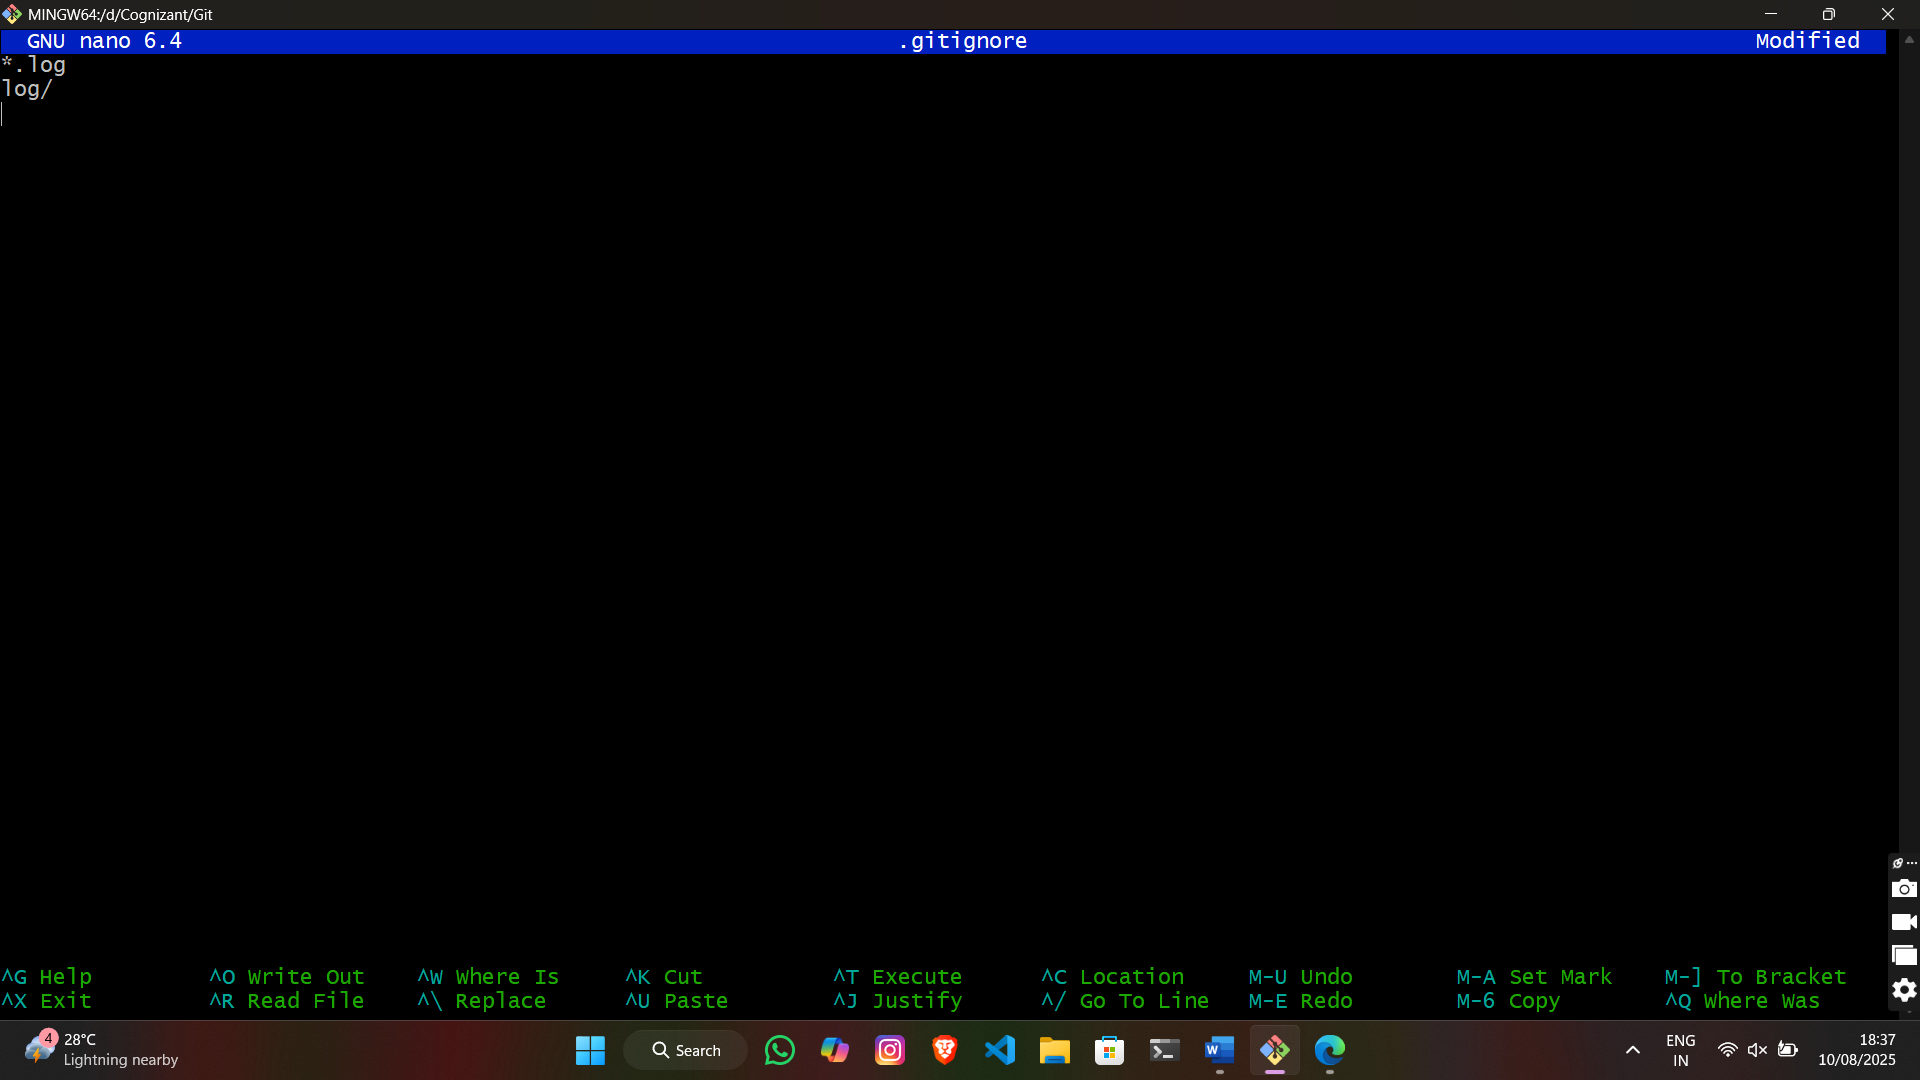 MINGW64:/d/Cognizant/Git
GNU nano 6.4 .gitignore Modified
*.log
log/
^G Help ^O Write Out ^W Where Is ^K Cut ^T Execute ^C Location M-U Undo M-A Set Mark M-] To Bracket
^X Exit ^R Read File ^\ Replace ^U Paste ^J Justify ^/ Go To Line M-E Redo M-6 Copy ^Q Where Was
4
28°C
Lightning nearby
Search
ENG
IN
18:37
10/08/2025